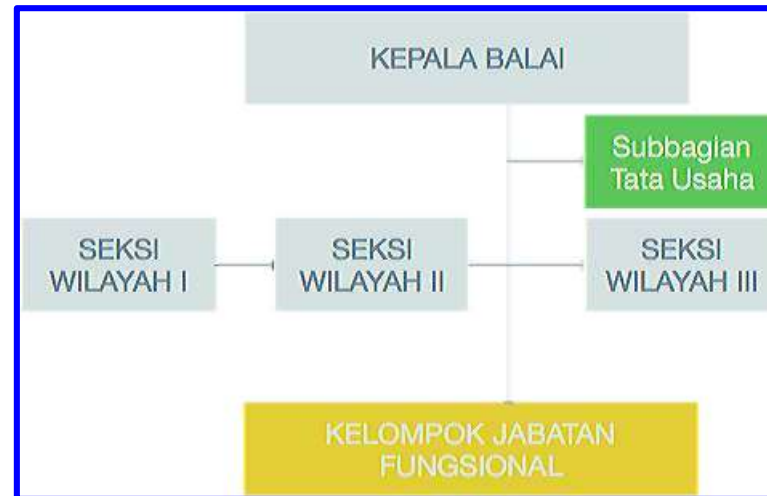 KEPALA BALAI
Subbagian
Tata Usaha
SEKSI
WILAYAH I
SEKSI
WILAYAH II
SEKSI
WILAYAH III
KELOMPOK JABATAN
FUNGSIONAL